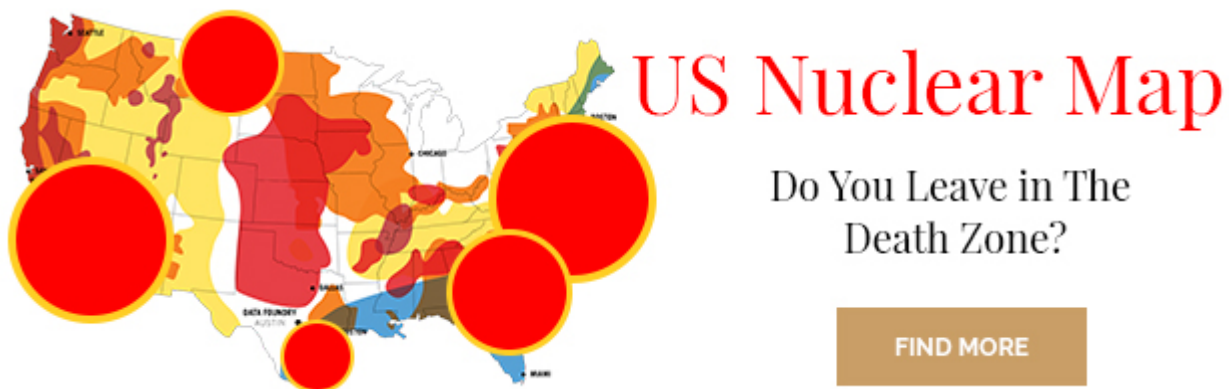 SEATTLE
US Nuclear Map
BOSTON
CHICAGO
Do You Leave in The
Death Zone?
DALLAS
DATA FOUNDRY
AUSTIN
FIND MORE
MIAMI